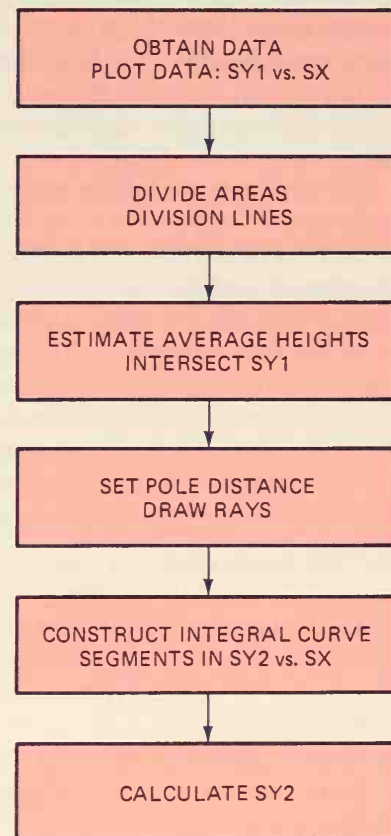 OBTAIN DATA
PLOT DATA: SY1 vs. SX
DIVIDE AREAS
DIVISION LINES
ESTIMATE AVERAGE HEIGHTS
INTERSECT SY1
SET POLE DISTANCE
DRAW RAYS
CONSTRUCT INTEGRAL CURVE
SEGMENTS IN SY2 vs. SX
CALCULATE SY2